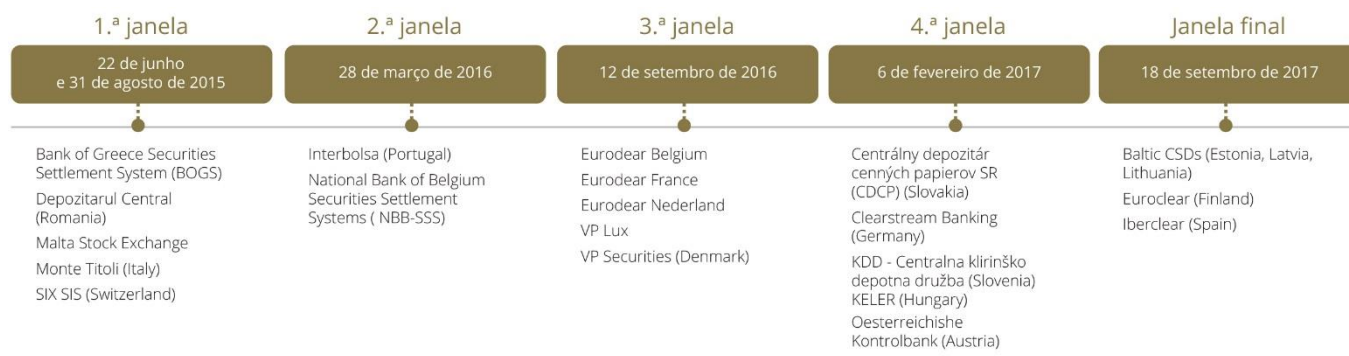 1.ª janela
22 de junho
e 31 de agosto de 2015
Bank of Greece Securities
Settlement System (BOGS)
Depozitarul Central
(Romania)
Malta Stock Exchange
Monte Titoli (Italy)
SIX SIS (Switzerland)
2.ª janela
28 de março de 2016
Interbolsa (Portugal)
National Bank of Belgium
Securities Settlement
Systems ( NBB-SSS)
3.ª janela
12 de setembro de 2016
Eurodear Belgium
Eurodear France
Eurodear Nederland
VP Lux
VP Securities (Denmark)
4.ª janela
6 de fevereiro de 2017
Centrálny depozitár
cenných papierov SR
(CDCP) (Slovakia)
Clearstream Banking
(Germany)
KDD - Centralna klirinško
depotna družba (Slovenia)
KELER (Hungary)
Oesterreichishe
Kontrolbank (Austria)
Janela final
18 de setembro de 2017
Baltic CSDs (Estonia, Latvia,
Lithuania)
Euroclear (Finland)
Iberclear (Spain)